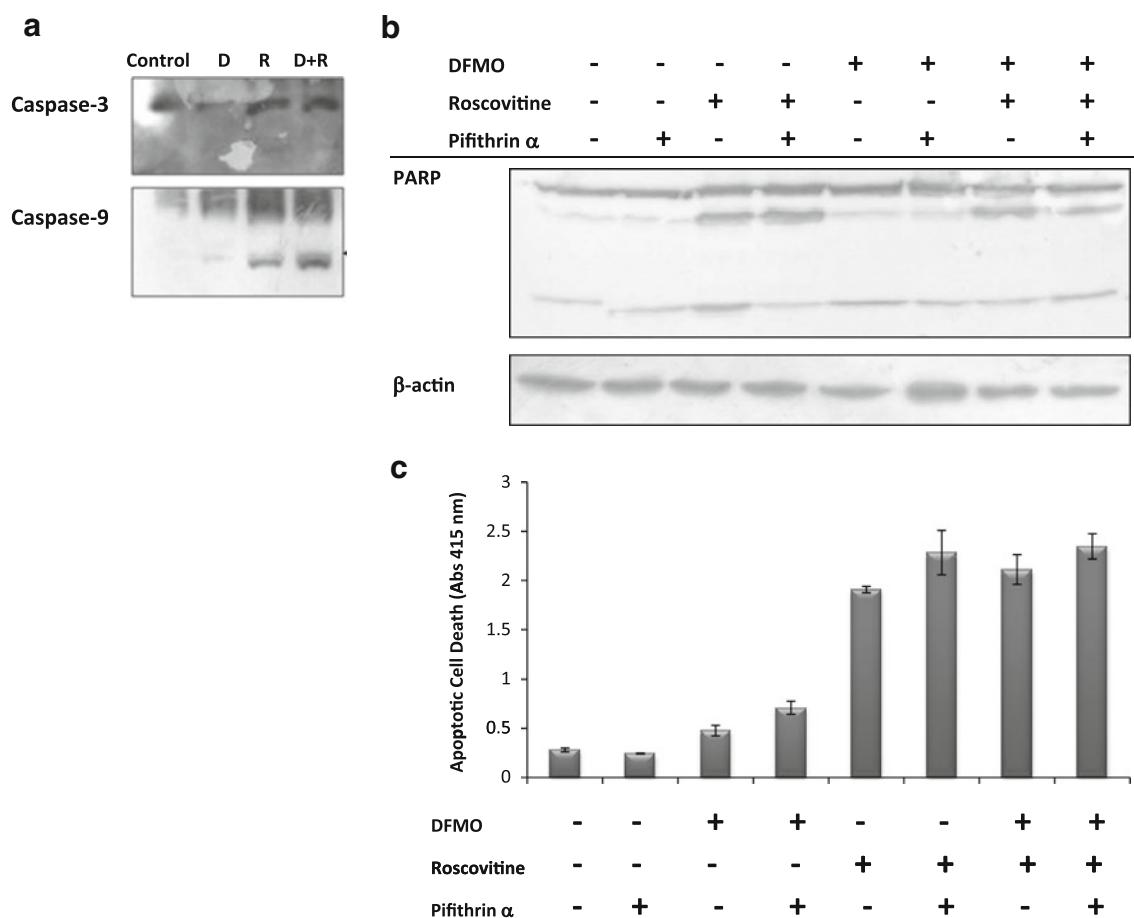 a
Control D R D+R
Caspase-3
Caspase-9
b
DFMO - - - - + + + +
Roscovitine - - + + - - + +
Pifithrin α - + - + - + - +
PARP
β-actin
c
Apoptotic Cell Death (Abs 415 nm)
3
2.5
2
1.5
1
0.5
0
DFMO - - + + - - + +
Roscovitine - - - - + + + +
Pifithrin α - + - + - + - +